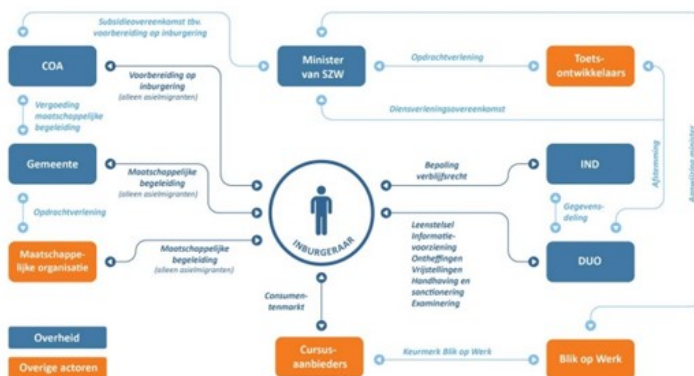 Subsidieovereenkomst tbv.
voorbereiding op inburgering
COA
Minister
van SZW
Opdrachtverlening
Toets-
ontwikkelaars
Voorbereiding op
inburgering
(alleen asielmigranten)
Vergoeding
maatschappelijke
begeleiding
Dienstverleningsovereenkomst
Gemeente
Maatschappelijke
begeleiding
(alleen asielmigranten)
Bepaling
verblijfsrecht
IND
Afstemming
Aanwijzing minister
Opdrachtverlening
INBURGERAAR
Gegevens-
deling
Maatschappe-
lijke organisatie
Maatschappelijke
begeleiding
(alleen asielmigranten)
Leenstelsel
Informatie-
voorziening
Ontheffingen
Vrijstellingen
Handhaving en
sanctionering
Examinering
DUO
Consumen-
tenmarkt
Overheid
Overige actoren
Cursus-
aanbieders
Keurmerk Blik op Werk
Blik op Werk